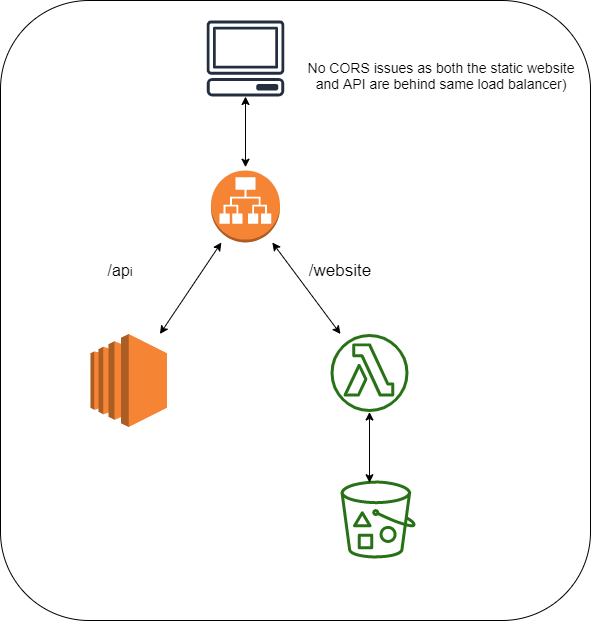 No CORS issues as both the static website
and API are behind same load balancer)
/api
/website